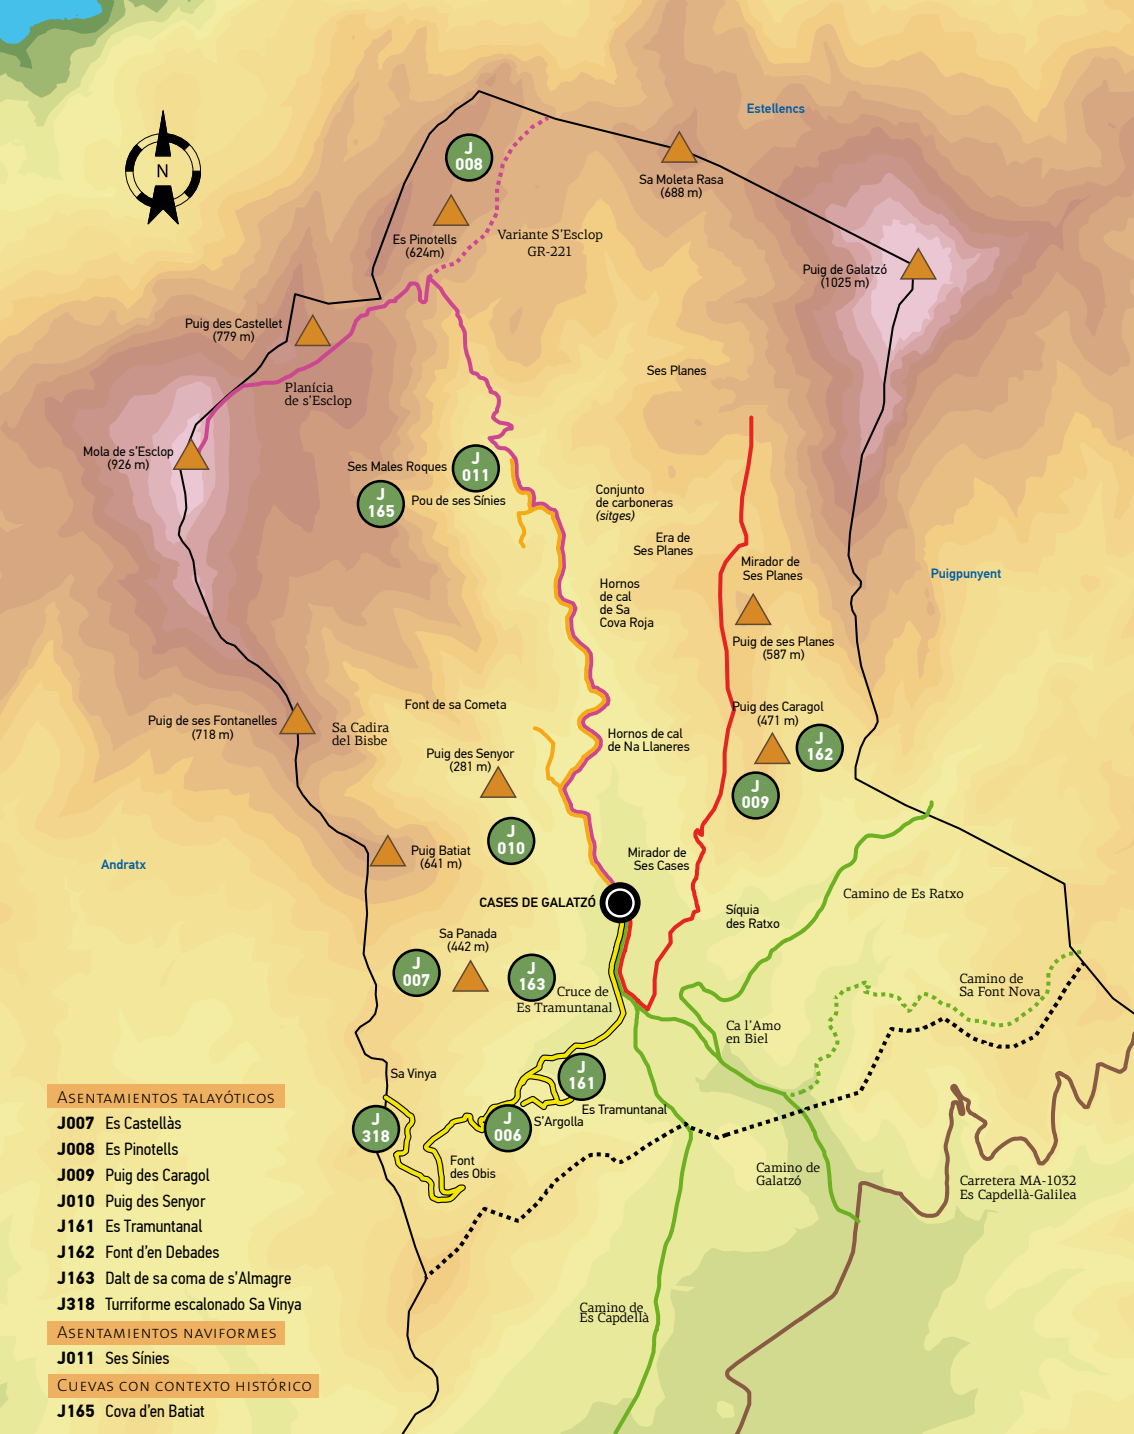 Estellencs
N
J
008
Sa Moleta Rasa
(688 m)
Es Pinotells
(624m)
Variante S'Esclop
GR-221
Puig de Galatzó
(1025 m)
Puig des Castellet
(779 m)
Ses Planes
Planícia
de s'Esclop
Mola de s'Esclop
(926 m)
Ses Males Roques
J
011
J
165
Pou de ses Sínies
Conjunto
de carboneras
(sitges)
Era de
Ses Planes
Mirador de
Ses Planes
Puigpunyent
Hornos
de cal
de Sa
Cova Roja
Puig de ses Planes
(587 m)
Font de sa Cometa
Puig des Caragol
(471 m)
Puig de ses Fontanelles
(718 m)
Sa Cadira
del Bisbe
Hornos de cal
de Na Llaneres
J
162
Puig des Senyor
(281 m)
J
009
J
010
Puig Batiat
(641 m)
Mirador de
Ses Cases
Andratx
CASES DE GALATZÓ
Camino de Es Ratxo
Síquia
des Ratxo
Sa Panada
(442 m)
J
007
J
163
Cruce de
Es Tramuntanal
Camino de
Sa Font Nova
Ca l'Amo
en Biel
Sa Vinya
J
161
Es Tramuntanal
J
318
J
006
S'Argolla
Font
des Obis
Camino de
Galatzó
Carretera MA-1032
Es Capdellà-Galilea
Camino de
Es Capdellà
Asentamientos talayóticos
J007 Es Castellàs
J008 Es Pinotells
J009 Puig des Caragol
J010 Puig des Senyor
J161 Es Tramuntanal
J162 Font d'en Debades
J163 Dalt de sa coma de s'Almagre
J318 Turriforme escalonado Sa Vinya
Asentamientos naviformes
J011 Ses Sínies
Cuevas con contexto histórico
J165 Cova d'en Batiat